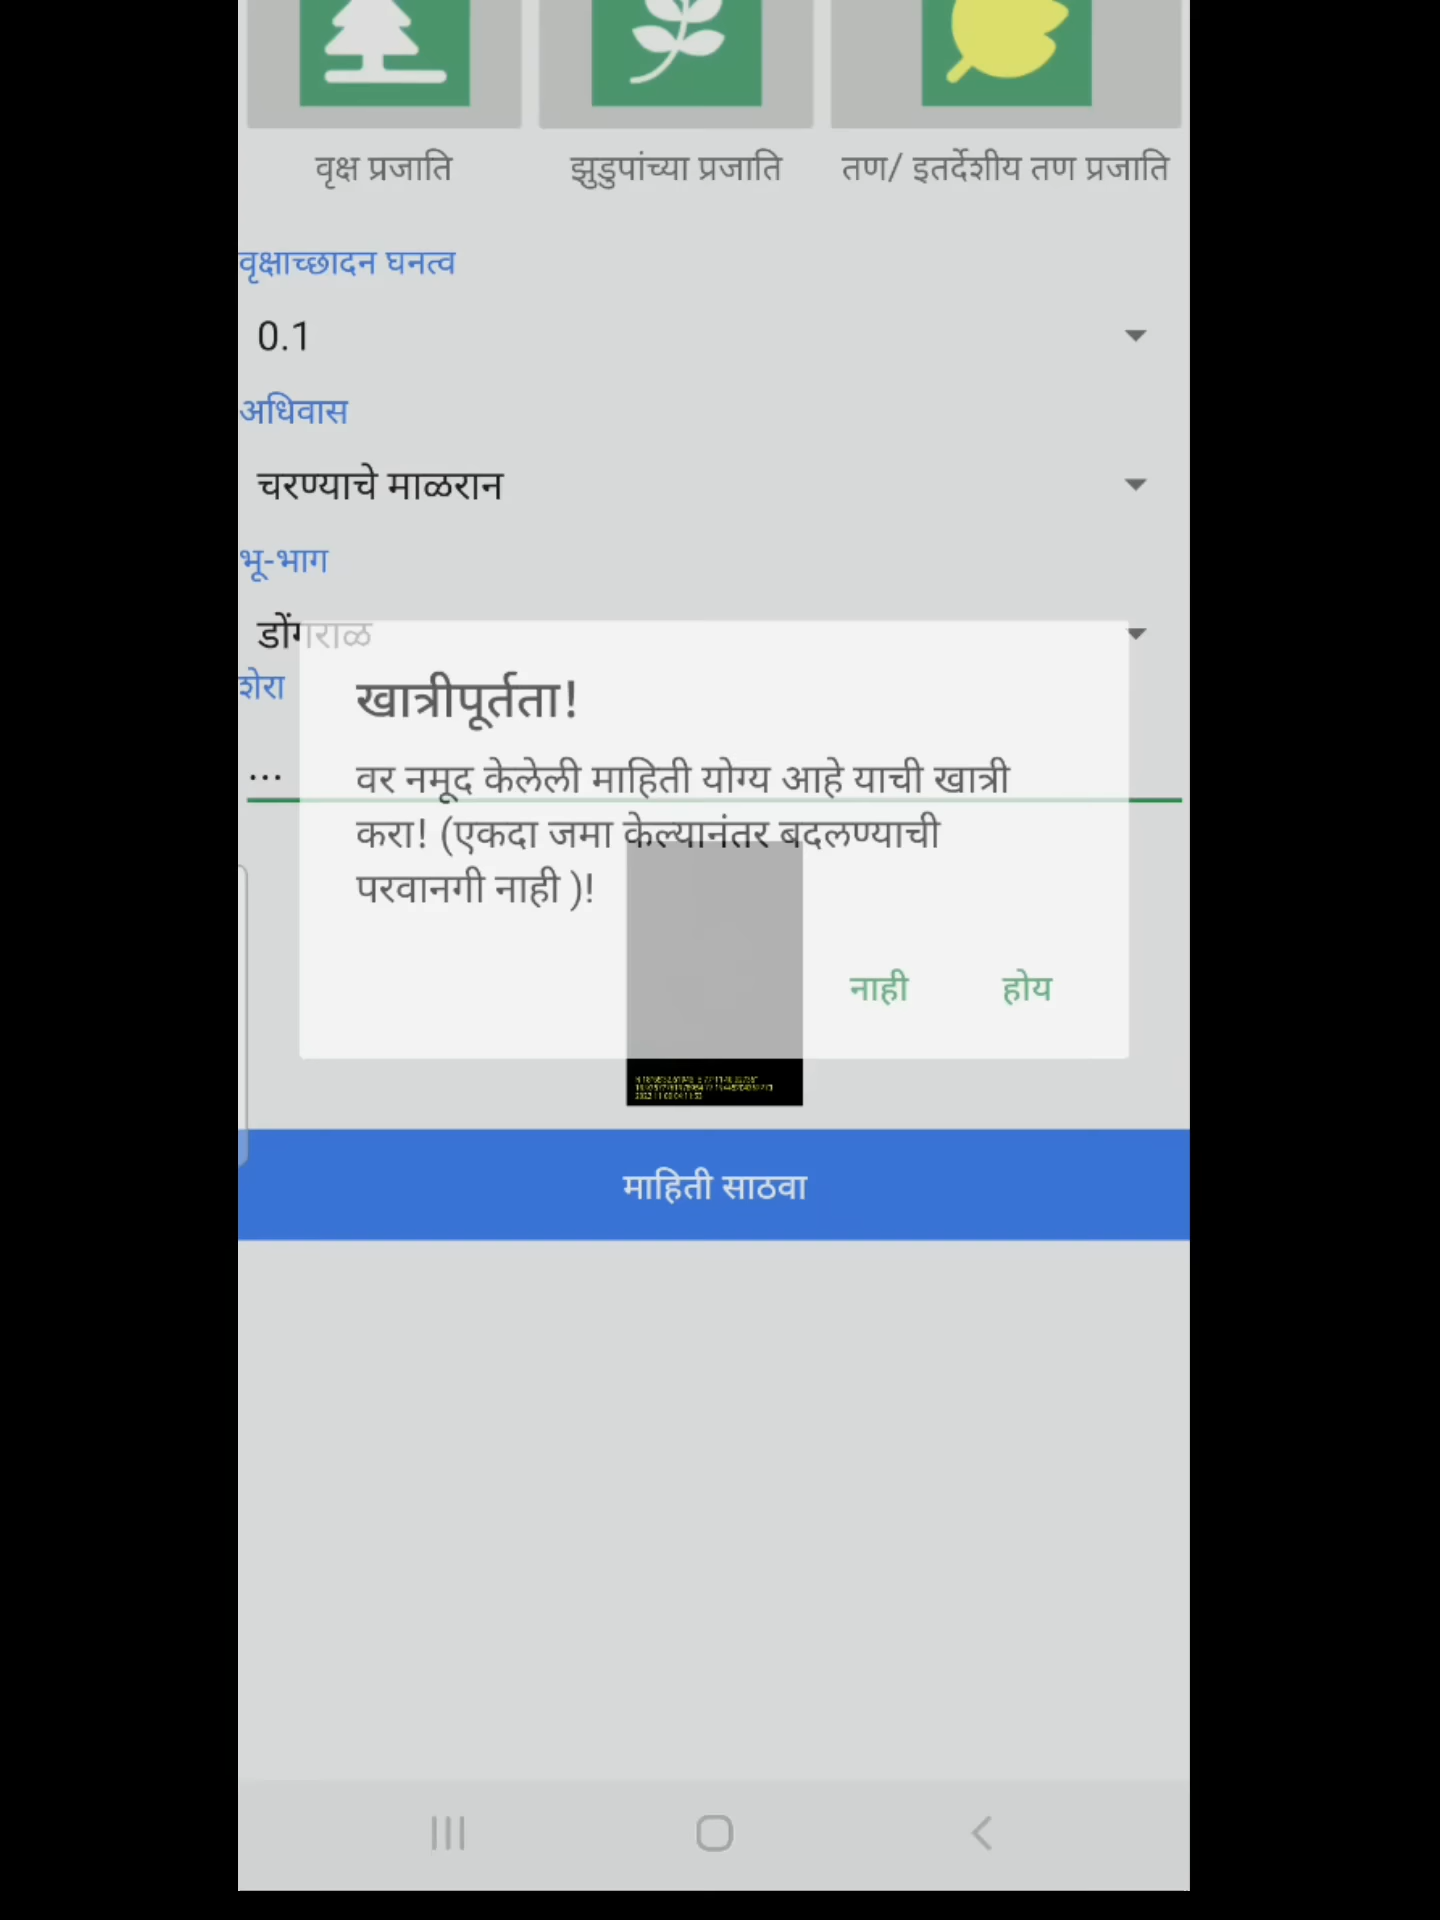 वृक्ष प्रजाति
झुडुपांच्या प्रजाति
तण/ इतर्देशीय तण प्रजाति
वृक्षाच्छादन घनत्व
0.1
अधिवास
चरण्याचे माळरान
भू-भाग
डोंगराळ
शेरा
...
खात्रीपूर्तता!
वर नमूद केलेली माहिती योग्य आहे याची खात्री
करा! (एकदा जमा केल्यानंतर बदलण्याची
परवानगी नाही )!
नाही होय
माहिती साठवा